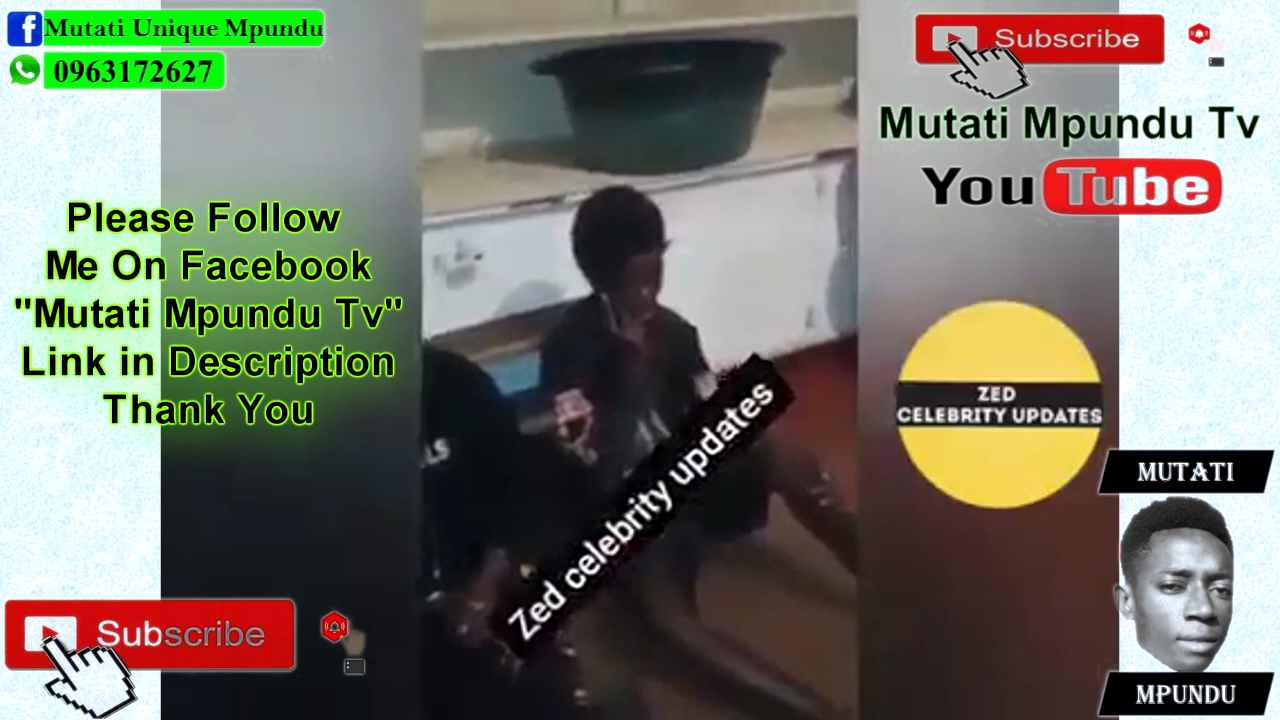 Mutati Unique Mpundu
0963172627
Please Follow
Me On Facebook
"Mutati Mpundu Tv"
Link in Description
Thank You
Subscribe
LS
Zed celebrity updates
Subscribe
Mutati Mpundu Tv
YouTube
ZED
CELEBRITY UPDATES
MUTATI
MPUNDU